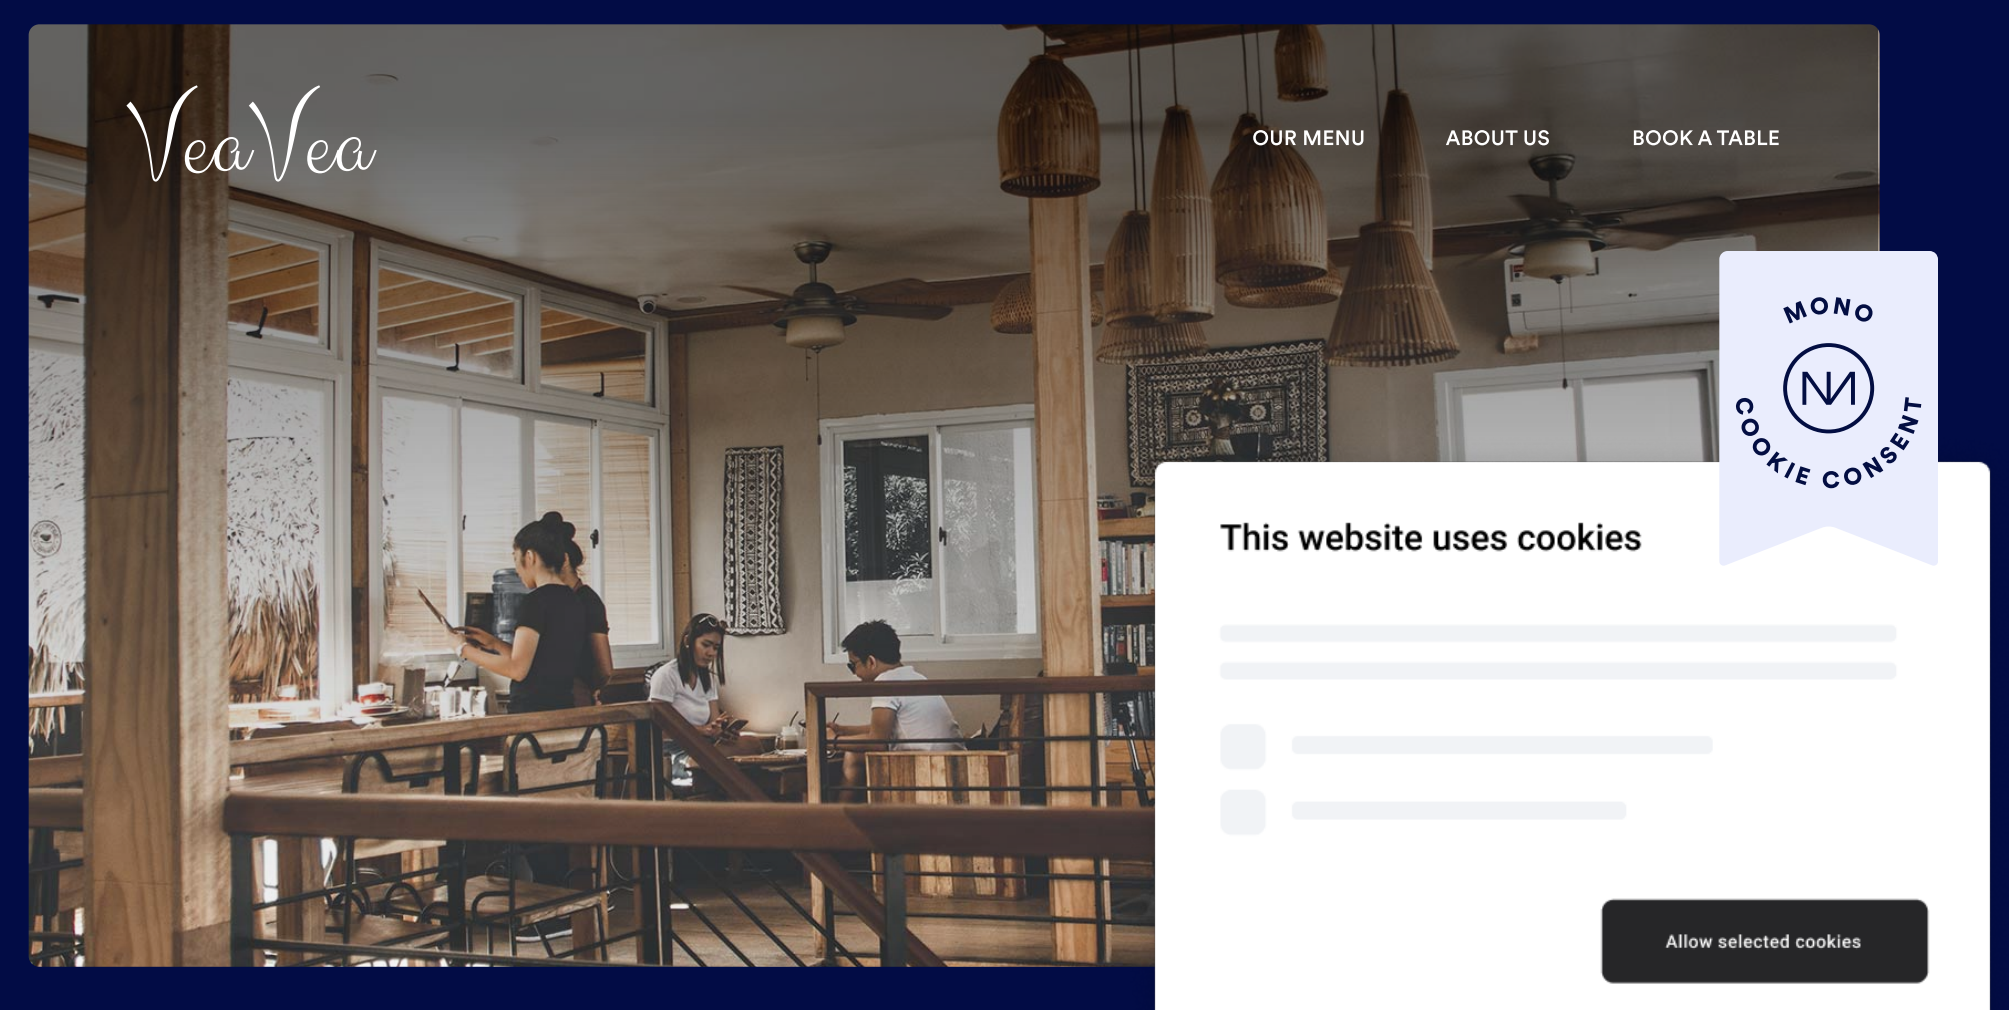 VeaVea
OUR MENU
ABOUT US
BOOK A TABLE
MONO
COOKIE CONSENT
This website uses cookies
Allow selected cookies